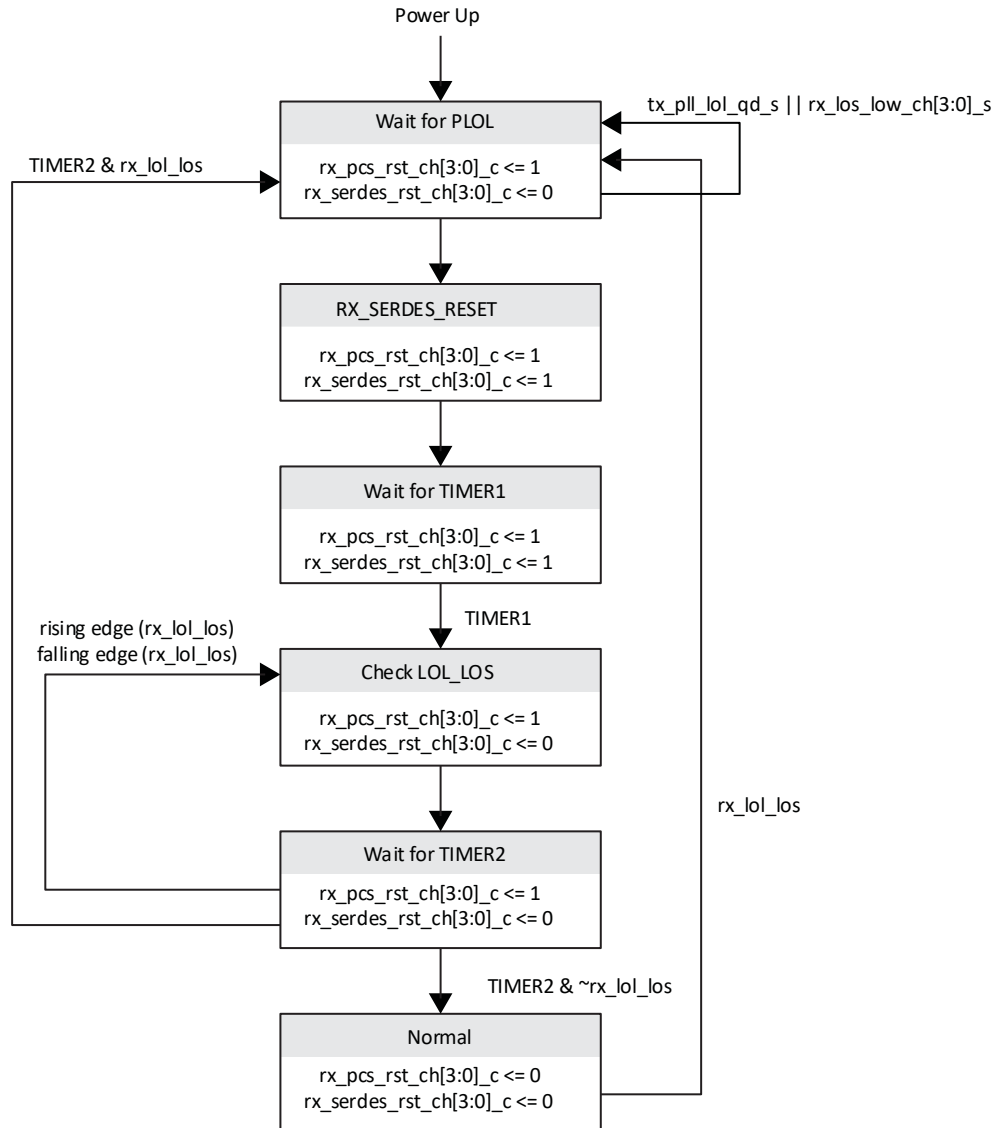 Power Up
tx_pll_lol_qd_s || rx_los_low_ch[3:0]_s
Wait for PLOL
TIMER2 & rx_lol_los
rx_pcs_rst_ch[3:0]_c <= 1
rx_serdes_rst_ch[3:0]_c <= 0
RX_SERDES_RESET
rx_pcs_rst_ch[3:0]_c <= 1
rx_serdes_rst_ch[3:0]_c <= 1
Wait for TIMER1
rx_pcs_rst_ch[3:0]_c <= 1
rx_serdes_rst_ch[3:0]_c <= 1
TIMER1
rising edge (rx_lol_los)
falling edge (rx_lol_los)
Check LOL_LOS
rx_pcs_rst_ch[3:0]_c <= 1
rx_serdes_rst_ch[3:0]_c <= 0
rx_lol_los
Wait for TIMER2
rx_pcs_rst_ch[3:0]_c <= 1
rx_serdes_rst_ch[3:0]_c <= 0
TIMER2 & ~rx_lol_los
Normal
rx_pcs_rst_ch[3:0]_c <= 0
rx_serdes_rst_ch[3:0]_c <= 0